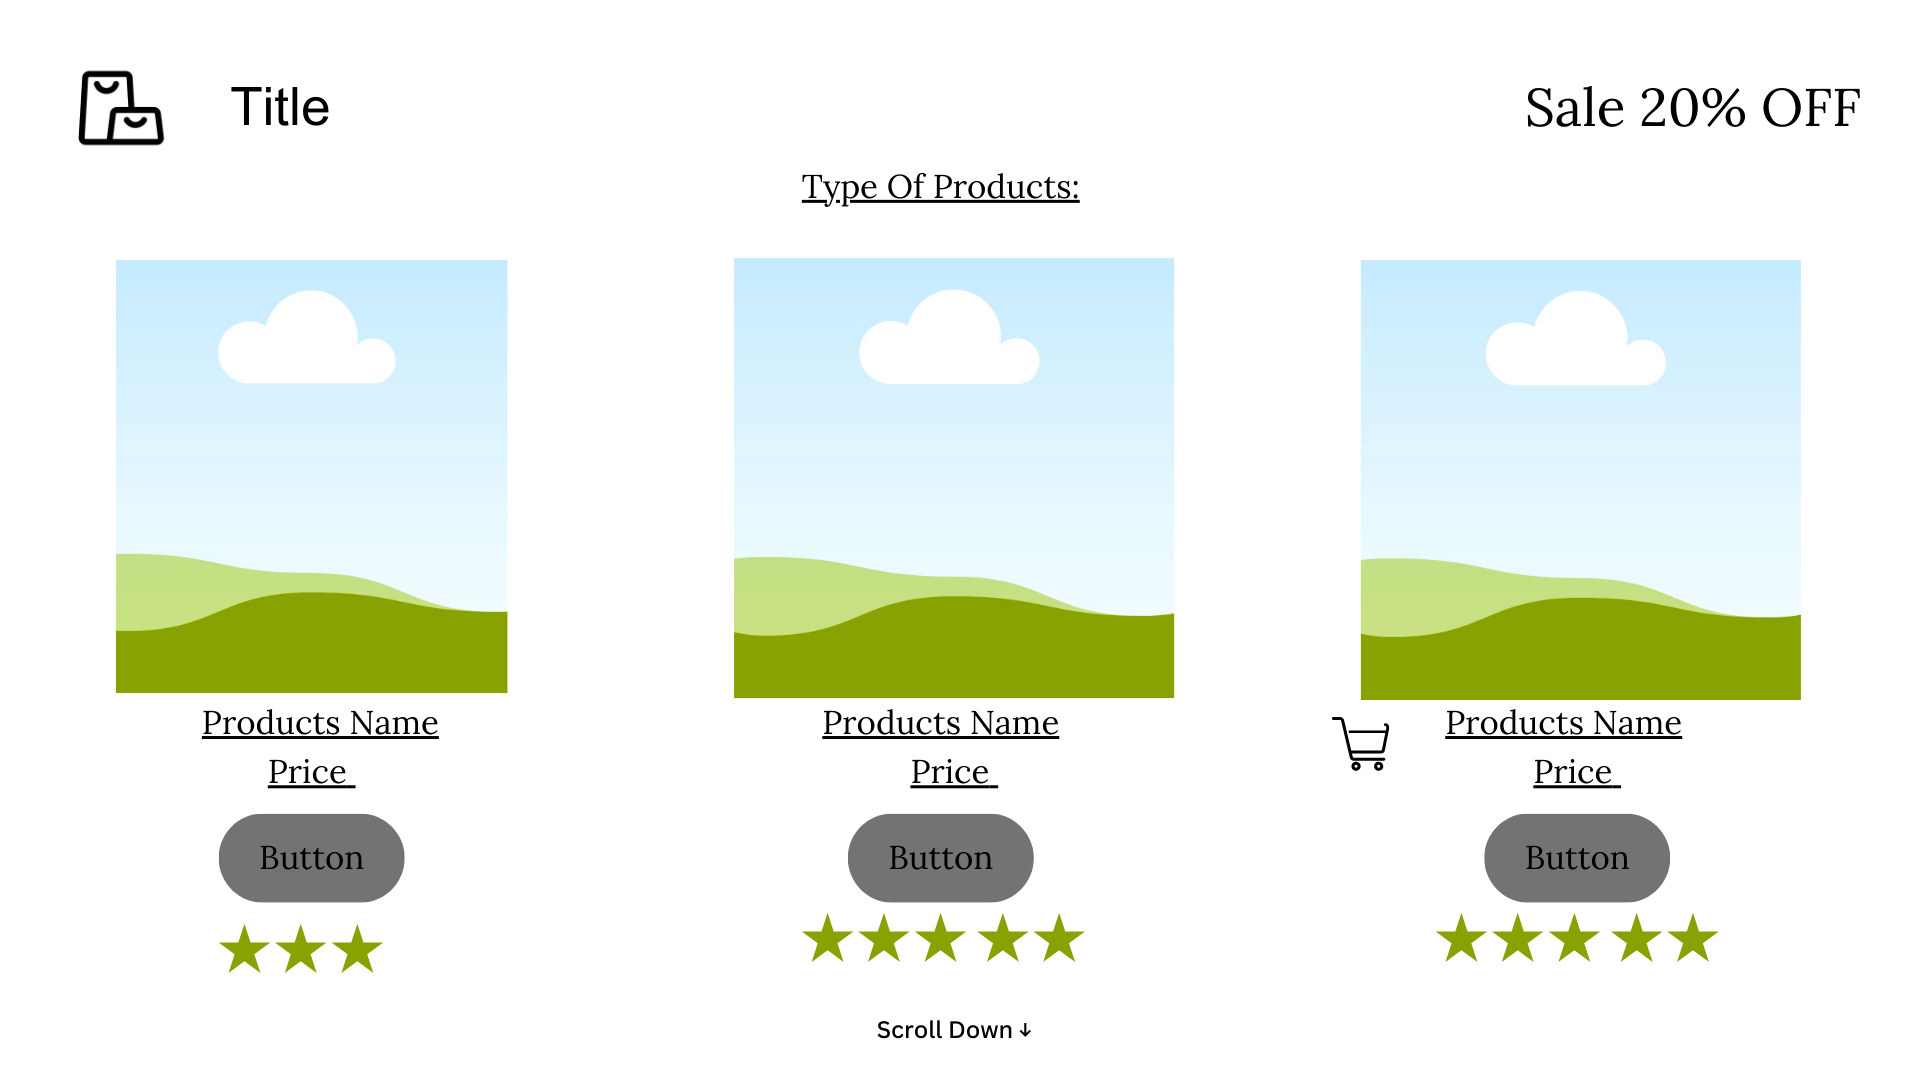 Title
Sale 20% OFF
Type Of Products:
Products Name
Price
Button
Products Name
Price
Button
Products Name
Price
Button
Scroll Down ↓